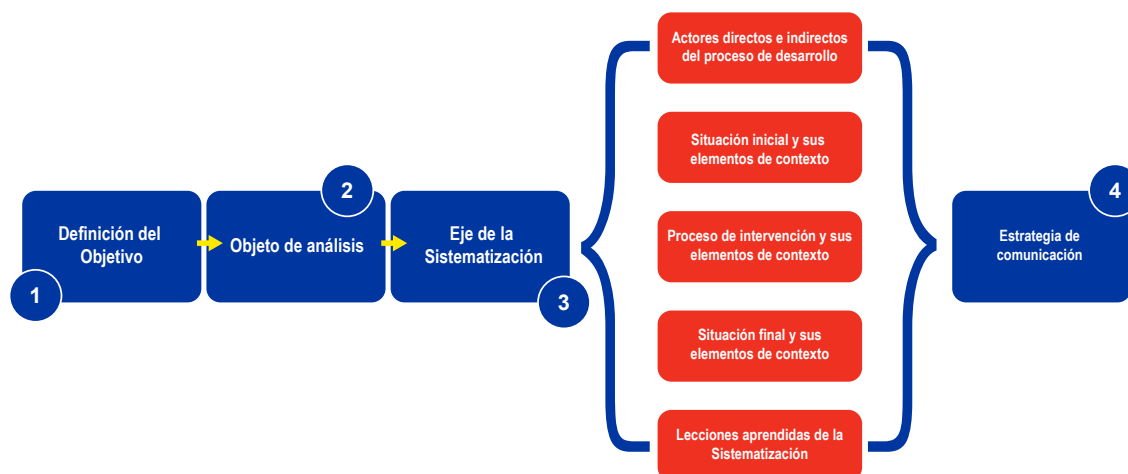 Definición del
Objetivo
1
Objeto de análisis
2
Eje de la
Sistematización
3
Actores directos e indirectos
del proceso de desarrollo
Situación inicial y sus
elementos de contexto
Proceso de intervención y sus
elementos de contexto
Situación final y sus
elementos de contexto
Lecciones aprendidas de la
Sistematización
Estrategia de
comunicación
4